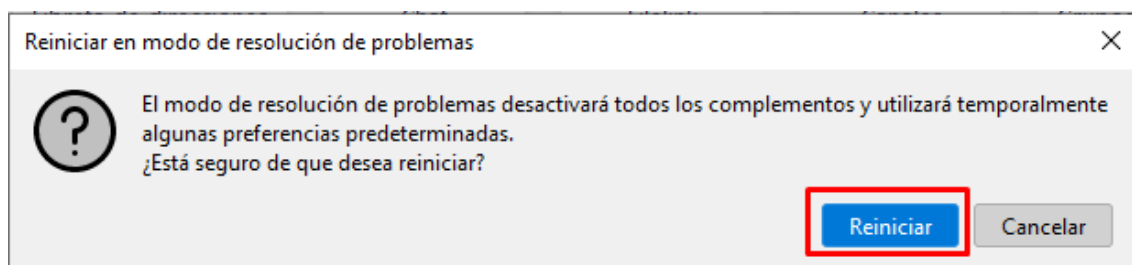 Reiniciar en modo de resolución de problemas
El modo de resolución de problemas desactivará todos los complementos y utilizará temporalmente
algunas preferencias predeterminadas.
¿Está seguro de que desea reiniciar?
Reiniciar Cancelar